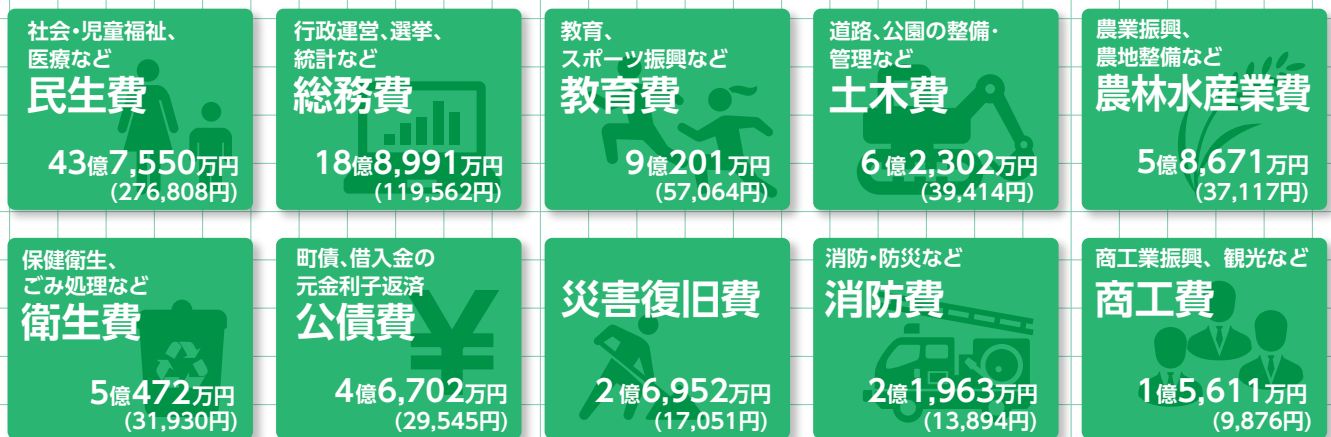 社会・児童福祉、
医療など
民生費
43億7,550万円
(276,808円)
行政運営、選挙、
統計など
総務費
18億8,991万円
(119,562円)
教育、
スポーツ振興など
教育費
9億201万円
(57,064円)
道路、公園の整備・
管理など
土木費
6億2,302万円
(39,414円)
農業振興、
農地整備など
農林水産業費
5億8,671万円
(37,117円)
保健衛生、
ごみ処理など
衛生費
5億472万円
(31,930円)
町債、借入金の
元金利子返済
公債費
4億6,702万円
(29,545円)
災害復旧費
2億6,952万円
(17,051円)
消防・防災など
消防費
2億1,963万円
(13,894円)
商工業振興、観光など
商工費
1億5,611万円
(9,876円)